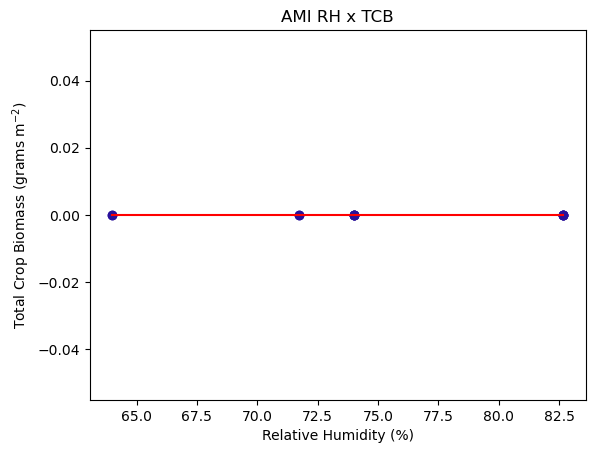 AMI RH x TCB
0.04
0.02
0.00
−0.02
−0.04
Total Crop Biomass (grams m⁻²)
65.0 67.5 70.0 72.5 75.0 77.5 80.0 82.5
Relative Humidity (%)